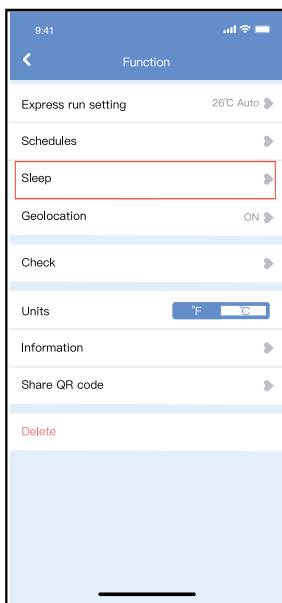 9:41
Function
Express run setting 26°C Auto
Schedules
Sleep
Geolocation ON
Check
Units °F °C
Information
Share QR code
Delete